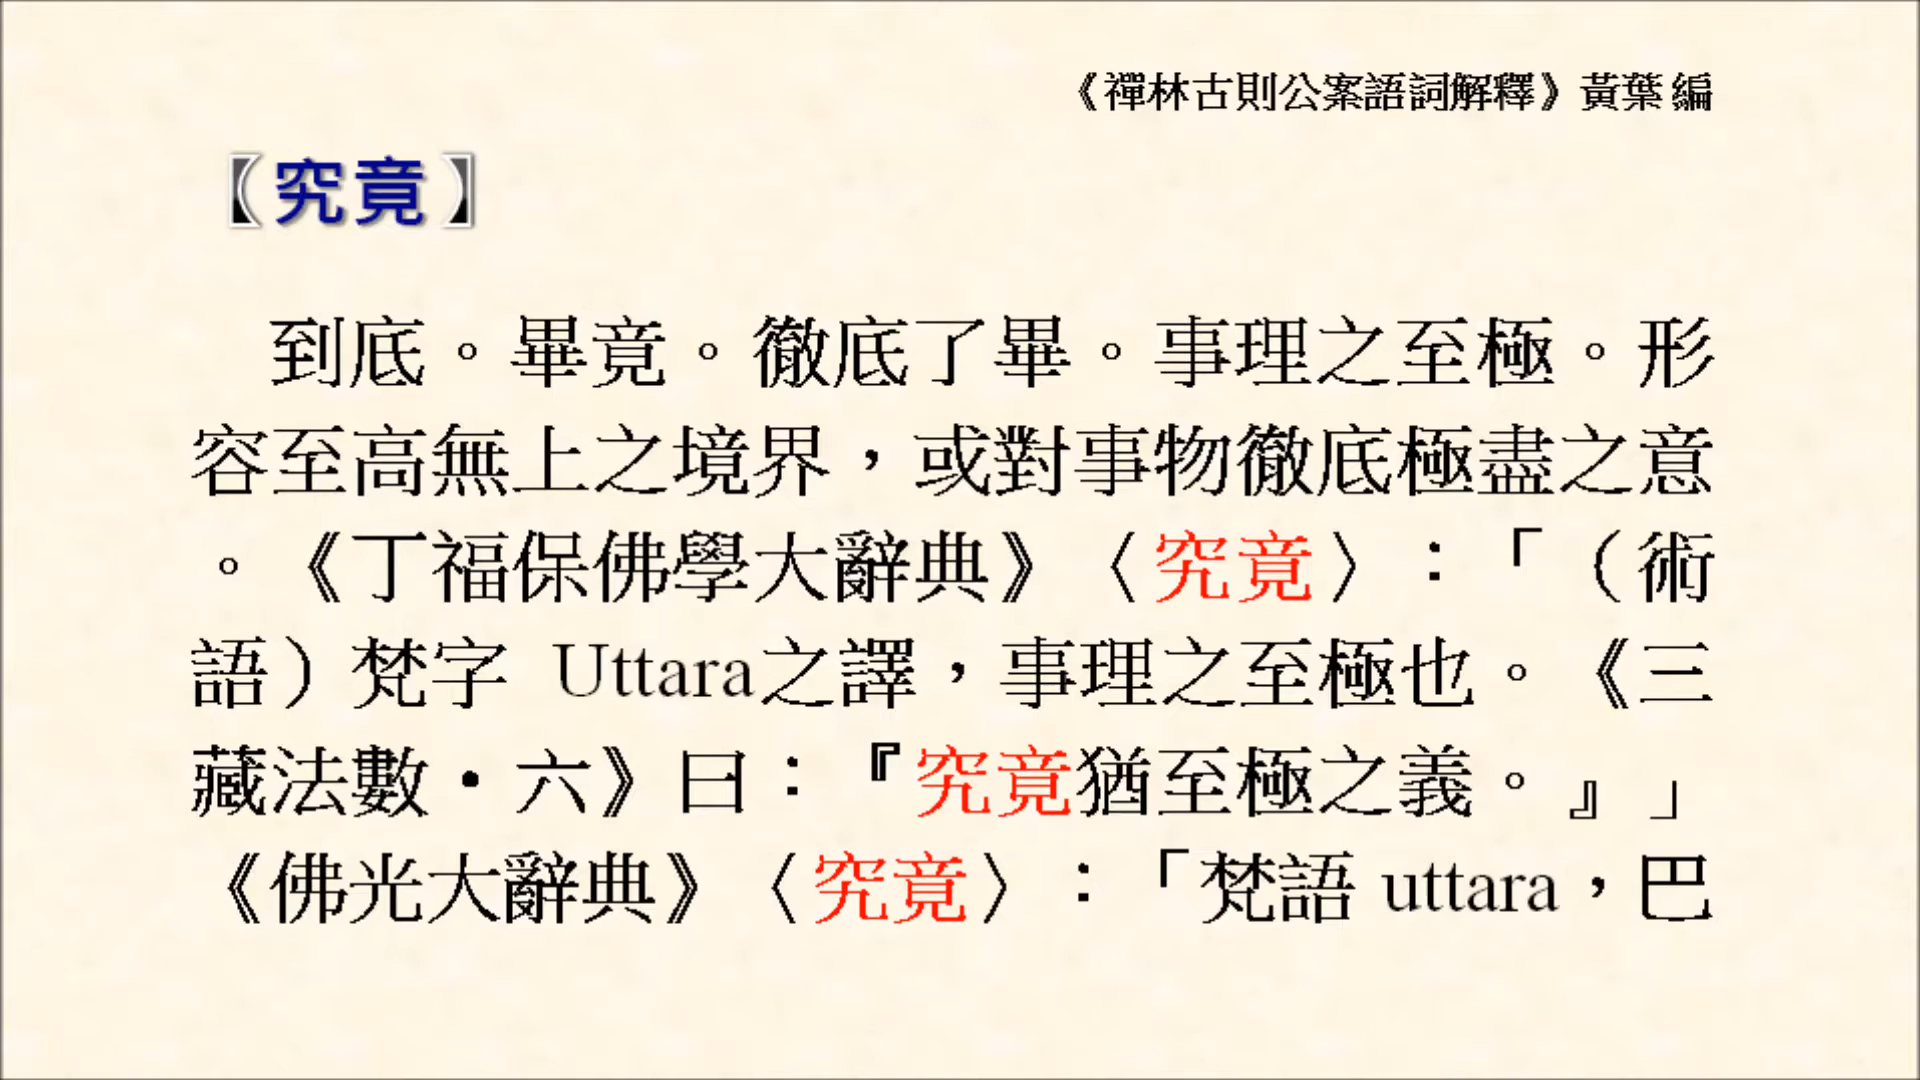 《禪林古則公案語詞解釋》黃葉 編
【究竟】
到底。畢竟。徹底了畢。事理之至極。形
容至高無上之境界，或對事物徹底極盡之意
。《丁福保佛學大辭典》〈究竟〉：「（術
語）梵字 Uttara之譯，事理之至極也。《三
藏法數·六》曰：『究竟猶至極之義。』」
《佛光大辭典》〈究竟〉：「梵語 uttara，巴